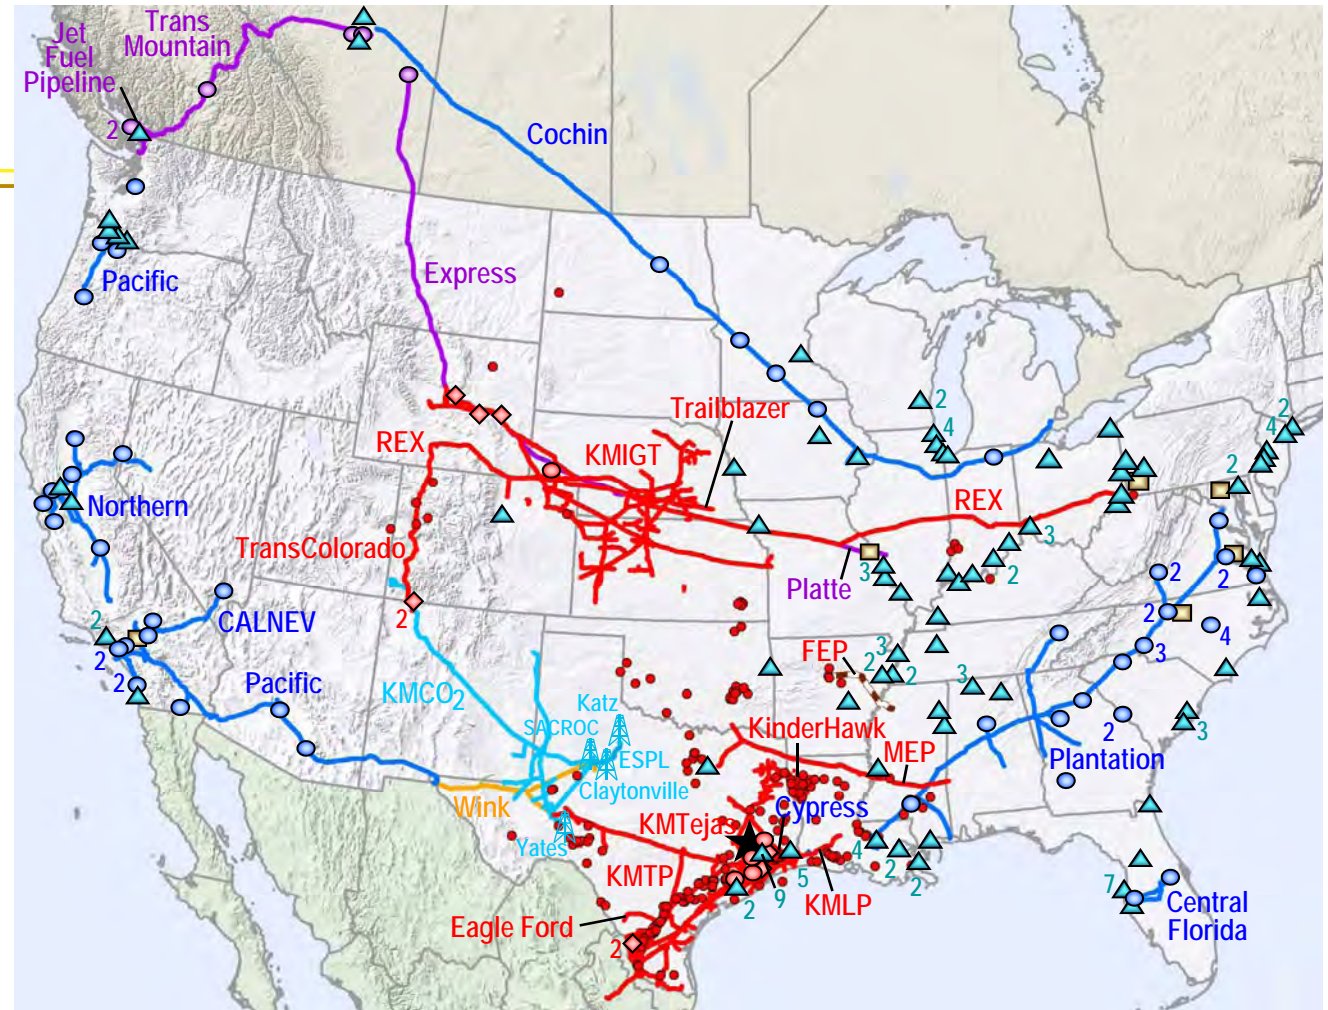 Trans
Mountain
Jet
Fuel
Pipeline
2
Cochin
Pacific
Express
Trailblazer
REX
KMIGT
2
4
2
4
2
Northern
TransColorado
REX
3
Platte
3
2
2
2
2
CALNEV
2
2
2
2
4
3
Pacific
KMCO2
FEP
3
2
2
3
Katz
SACROC
ESPL
Claytonville
KinderHawk
MEP
2
3
Plantation
Wink
Yates
KMTejas
Cypress
4
2
2
KMTP
5
9
2
KMLP
7
Central
Florida
Eagle Ford
2